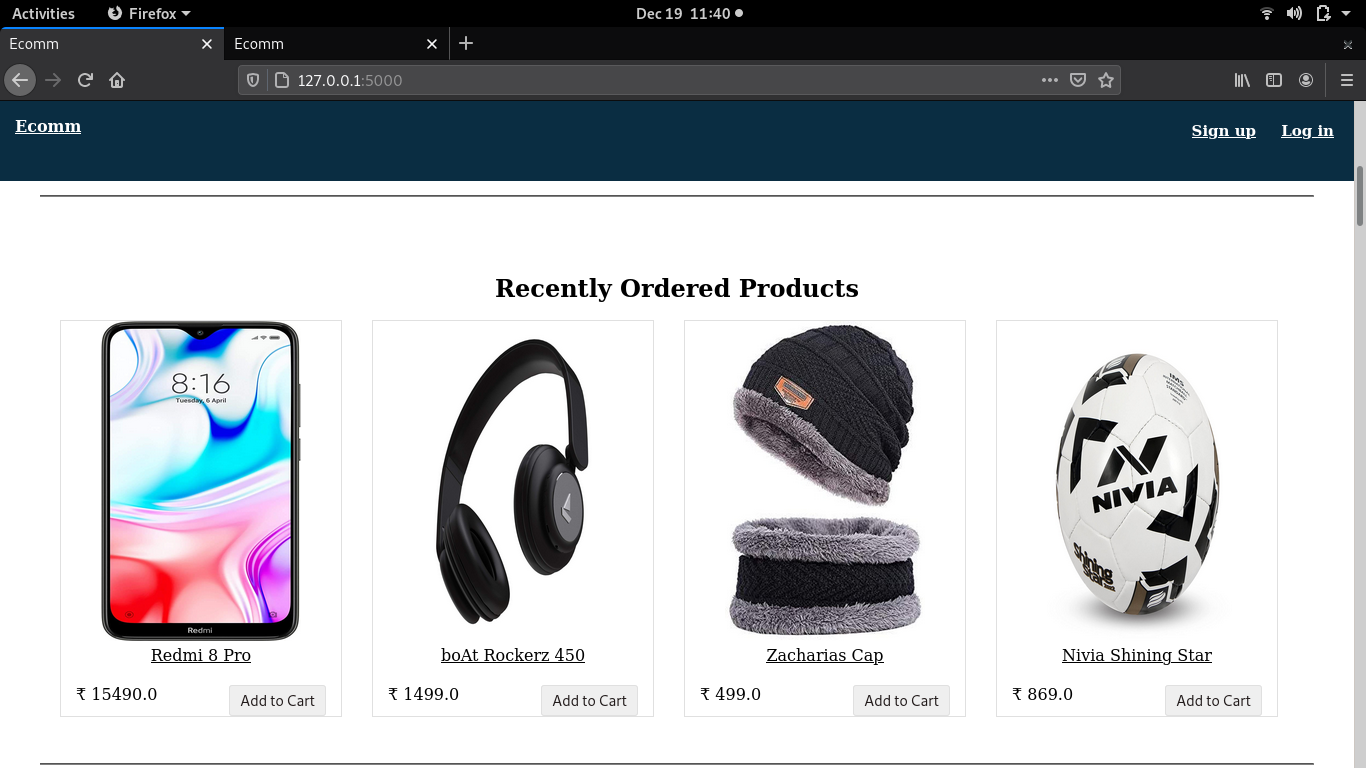 Activities Firefox Dec 19 11:40
Ecomm Ecomm
127.0.0.1:5000
Ecomm Sign up Log in
Recently Ordered Products
8:16
Tuesday, 6 April
Redmi
IMS
NIVIA
Shining
Star
Redmi 8 Pro boAt Rockerz 450 Zacharias Cap Nivia Shining Star
₹ 15490.0 Add to Cart ₹ 1499.0 Add to Cart ₹ 499.0 Add to Cart ₹ 869.0 Add to Cart